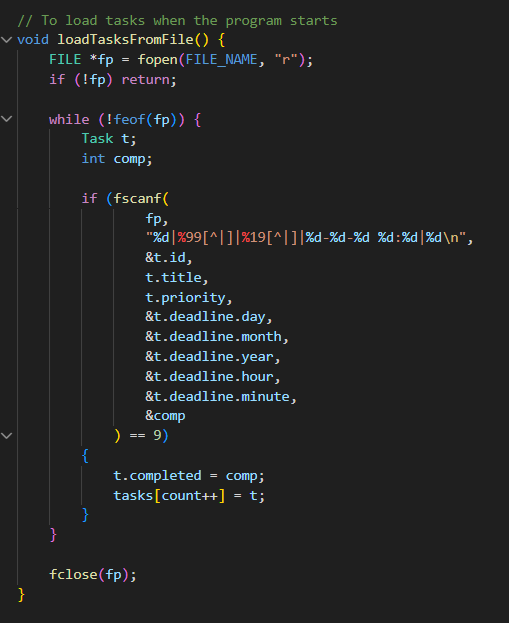 // To load tasks when the program starts
void loadTasksFromFile() {
    FILE *fp = fopen(FILE_NAME, "r");
    if (!fp) return;

    while (!feof(fp)) {
        Task t;
        int comp;

        if (fscanf(
                fp,
                "%d|%99[^|]|%19[^|]|%d-%d-%d %d:%d|%d\n",
                &t.id,
                t.title,
                t.priority,
                &t.deadline.day,
                &t.deadline.month,
                &t.deadline.year,
                &t.deadline.hour,
                &t.deadline.minute,
                &comp
            ) == 9)
        {
            t.completed = comp;
            tasks[count++] = t;
        }
    }

    fclose(fp);
}